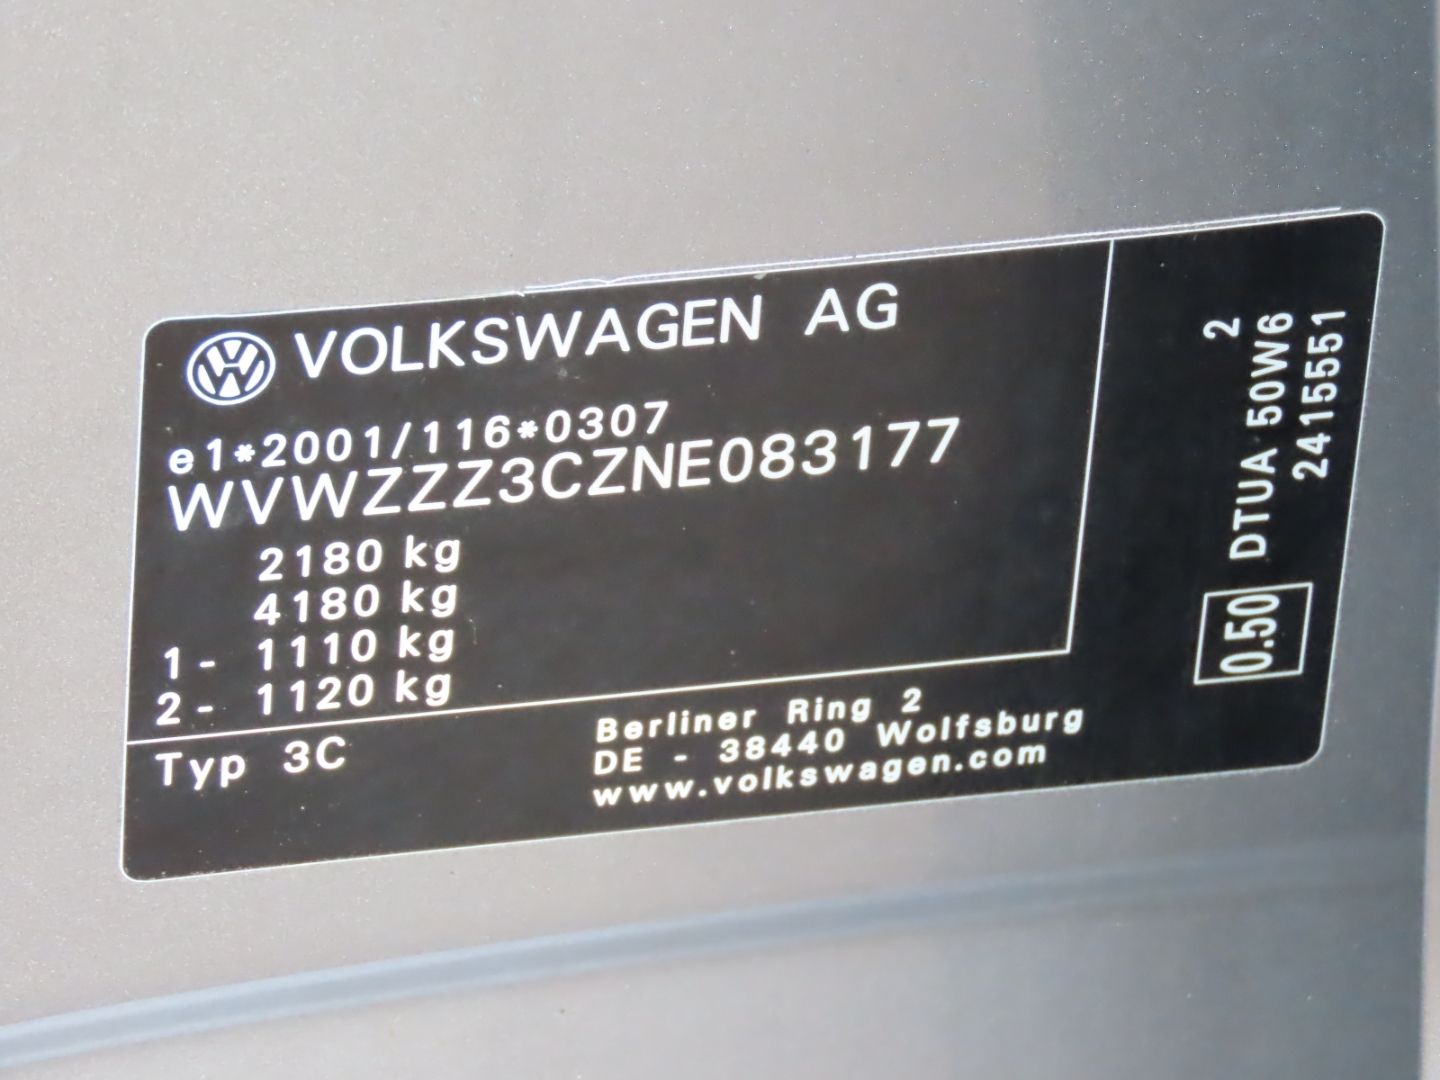 VOLKSWAGEN AG
e1*2001/116*0307
WVWZZZ3CZNE083177
2180 kg
4180 kg
1- 1110 kg
2- 1120 kg
Typ 3C
Berliner Ring 2
DE - 38440 Wolfsburg
www.volkswagen.com
2
0.50 DTUA 50W6
2415551